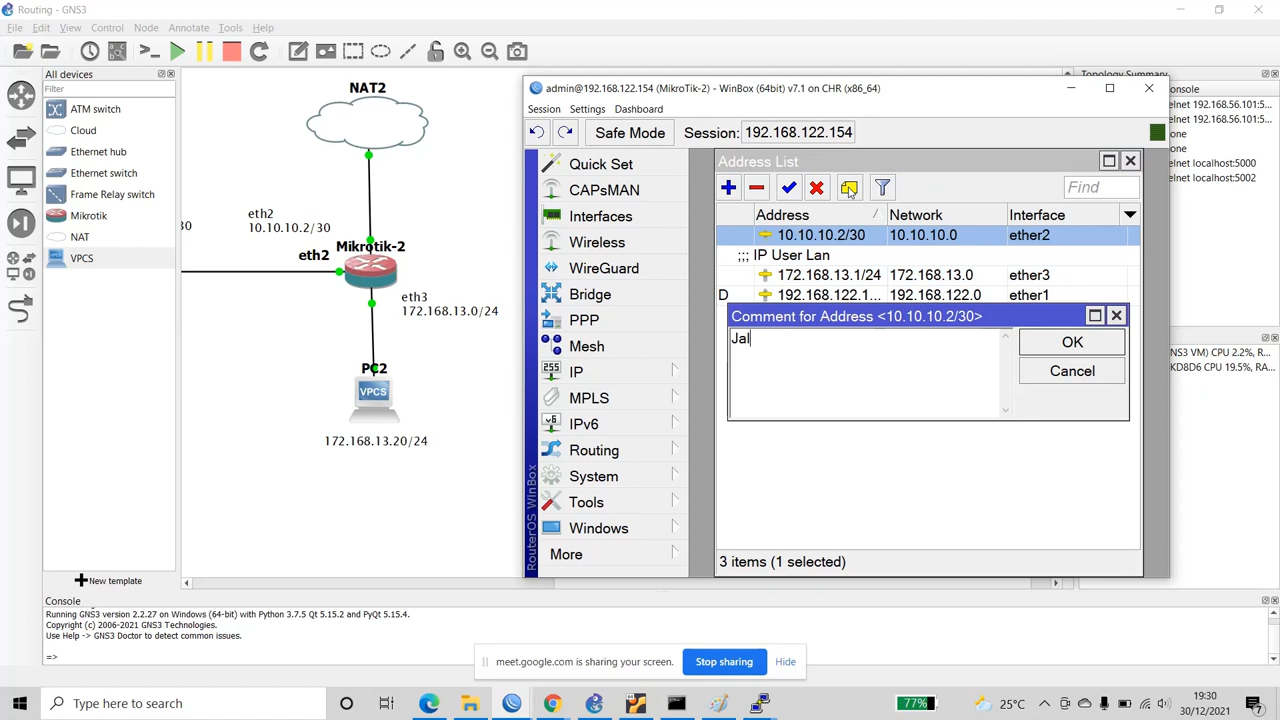 Routing - GNS3
File Edit View Control Node Annotate Tools Help
All devices
Filter
ATM switch
Cloud
Ethernet hub
Ethernet switch
Frame Relay switch
Mikrotik
NAT
VPCS
New template
NAT2
eth2
10.10.10.2/30
Mikrotik-2
eth2
eth3
172.168.13.0/24
PC2
VPCS
172.168.13.20/24
admin@192.168.122.154 (MikroTik-2) - WinBox (64bit) v7.1 on CHR (x86_64)
Session Settings Dashboard
Safe Mode Session: 192.168.122.154
Quick Set
CAPsMAN
Interfaces
Wireless
WireGuard
Bridge
PPP
Mesh
IP
MPLS
IPv6
Routing
System
Tools
Windows
More
RouterOS WinBox
Address List
Find
Address Network Interface
10.10.10.2/30 10.10.10.0 ether2
;;; IP User Lan
172.168.13.1/24 172.168.13.0 ether3
D 192.168.122.1... 192.168.122.0 ether1
Comment for Address <10.10.10.2/30>
Jal
OK
Cancel
3 items (1 selected)
Topology Summary
Console
elnet 192.168.56.101:5...
elnet 192.168.56.101:5...
one
one
elnet localhost:5000
elnet localhost:5002
NS3 VM) CPU 2.2%, R...
KD8D6 CPU 19.5%, RA...
Console
Running GNS3 version 2.2.27 on Windows (64-bit) with Python 3.7.5 Qt 5.15.2 and PyQt 5.15.4.
Copyright (c) 2006-2021 GNS3 Technologies.
Use Help -> GNS3 Doctor to detect common issues.
=>
meet.google.com is sharing your screen. Stop sharing Hide
Type here to search
77%
25°C
19:30
30/12/2021
7